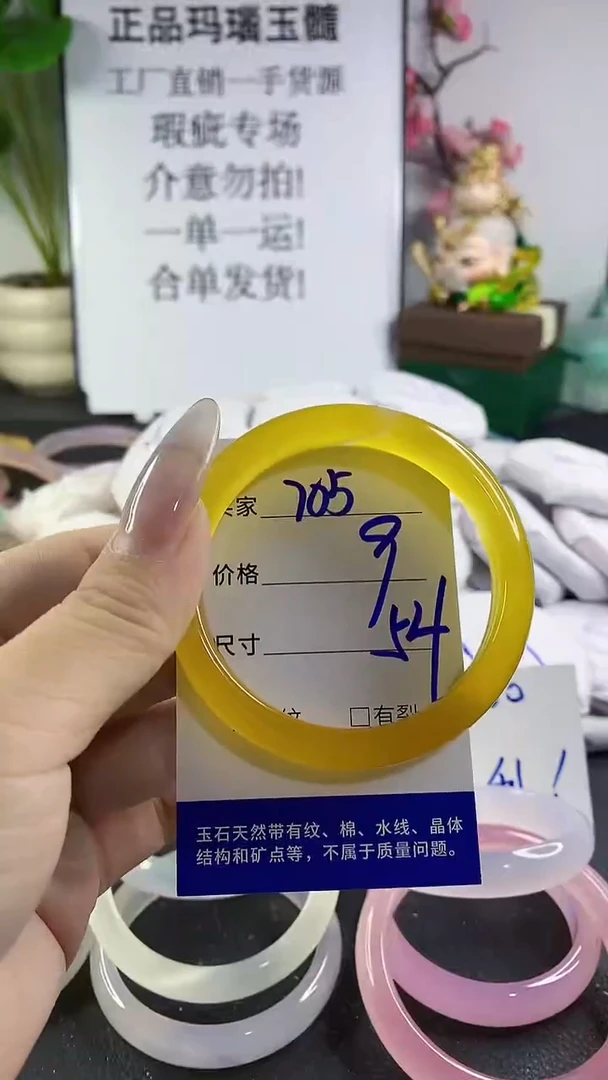 正品玛瑙玉髓
工厂直销一手货源
瑕疵专场
介意勿拍!
一单一运!
合单发货!
家 705
价格 9
尺寸 54
纹 □有裂
玉石天然带有纹、棉、水线、晶体
结构和矿点等，不属于质量问题。